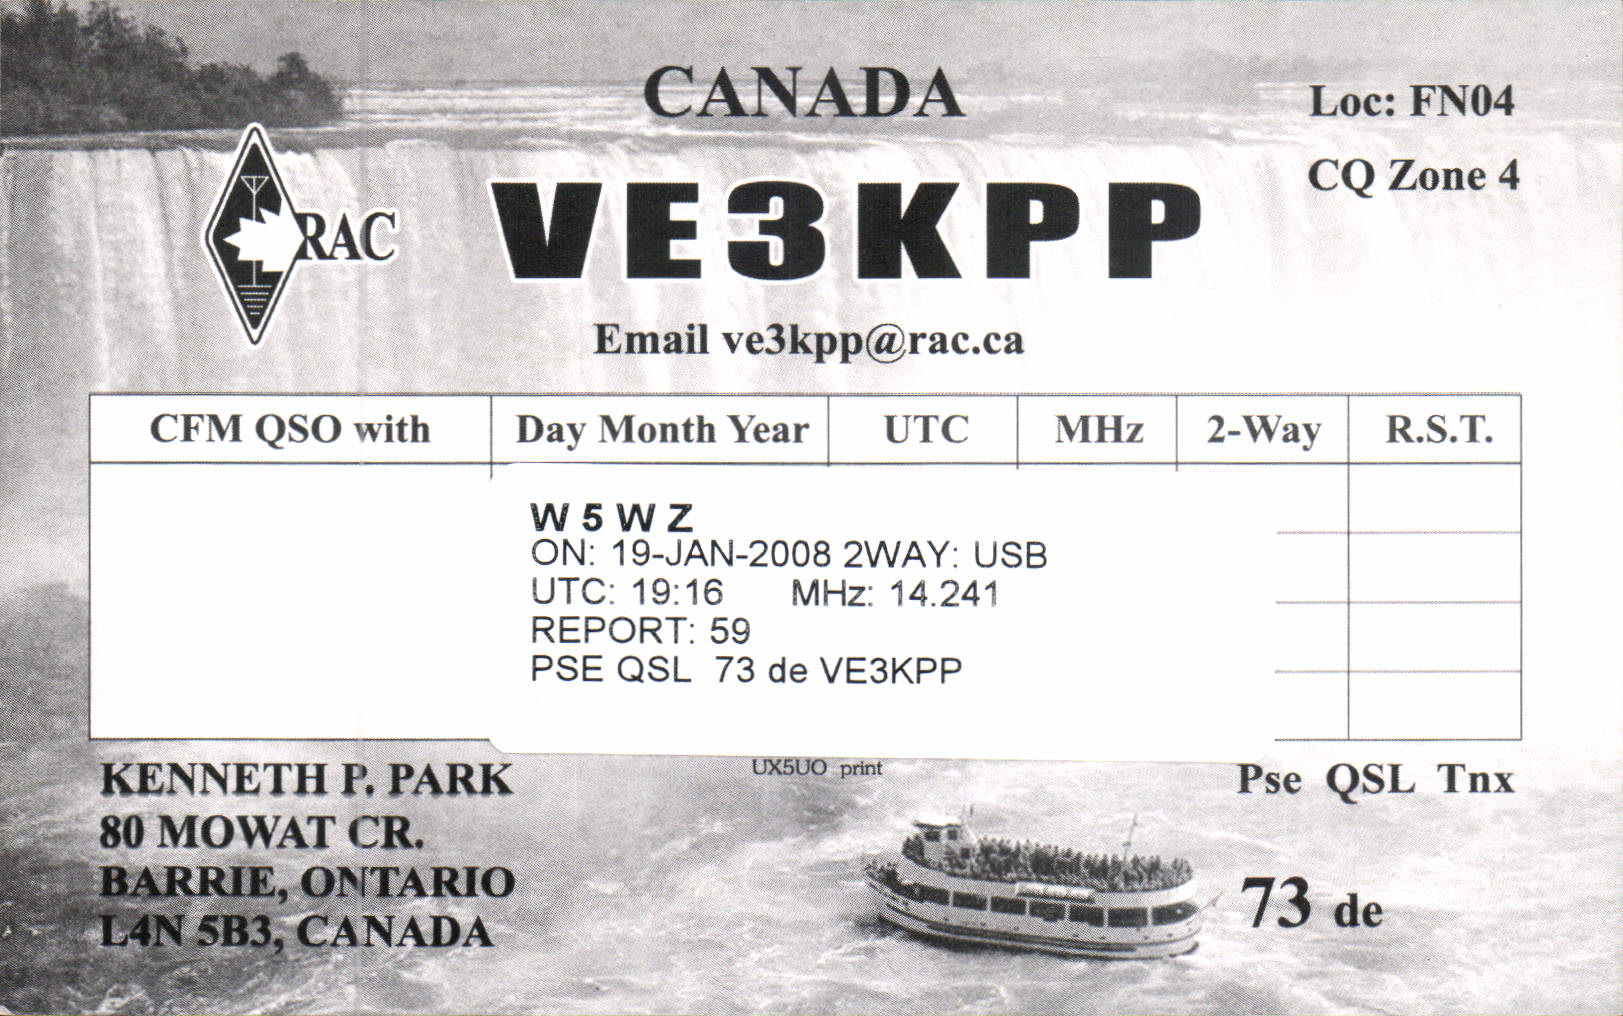 CANADA
Loc: FN04
CQ Zone 4
RAC
VE3KPP
Email ve3kpp@rac.ca
CFM QSO with Day Month Year UTC MHz 2-Way R.S.T.
W 5 W Z
ON: 19-JAN-2008 2WAY: USB
UTC: 19:16 MHz: 14.241
REPORT: 59
PSE QSL 73 de VE3KPP
UX5UO print
KENNETH P. PARK
80 MOWAT CR.
BARRIE, ONTARIO
L4N 5B3, CANADA
Pse QSL Tnx
73 de